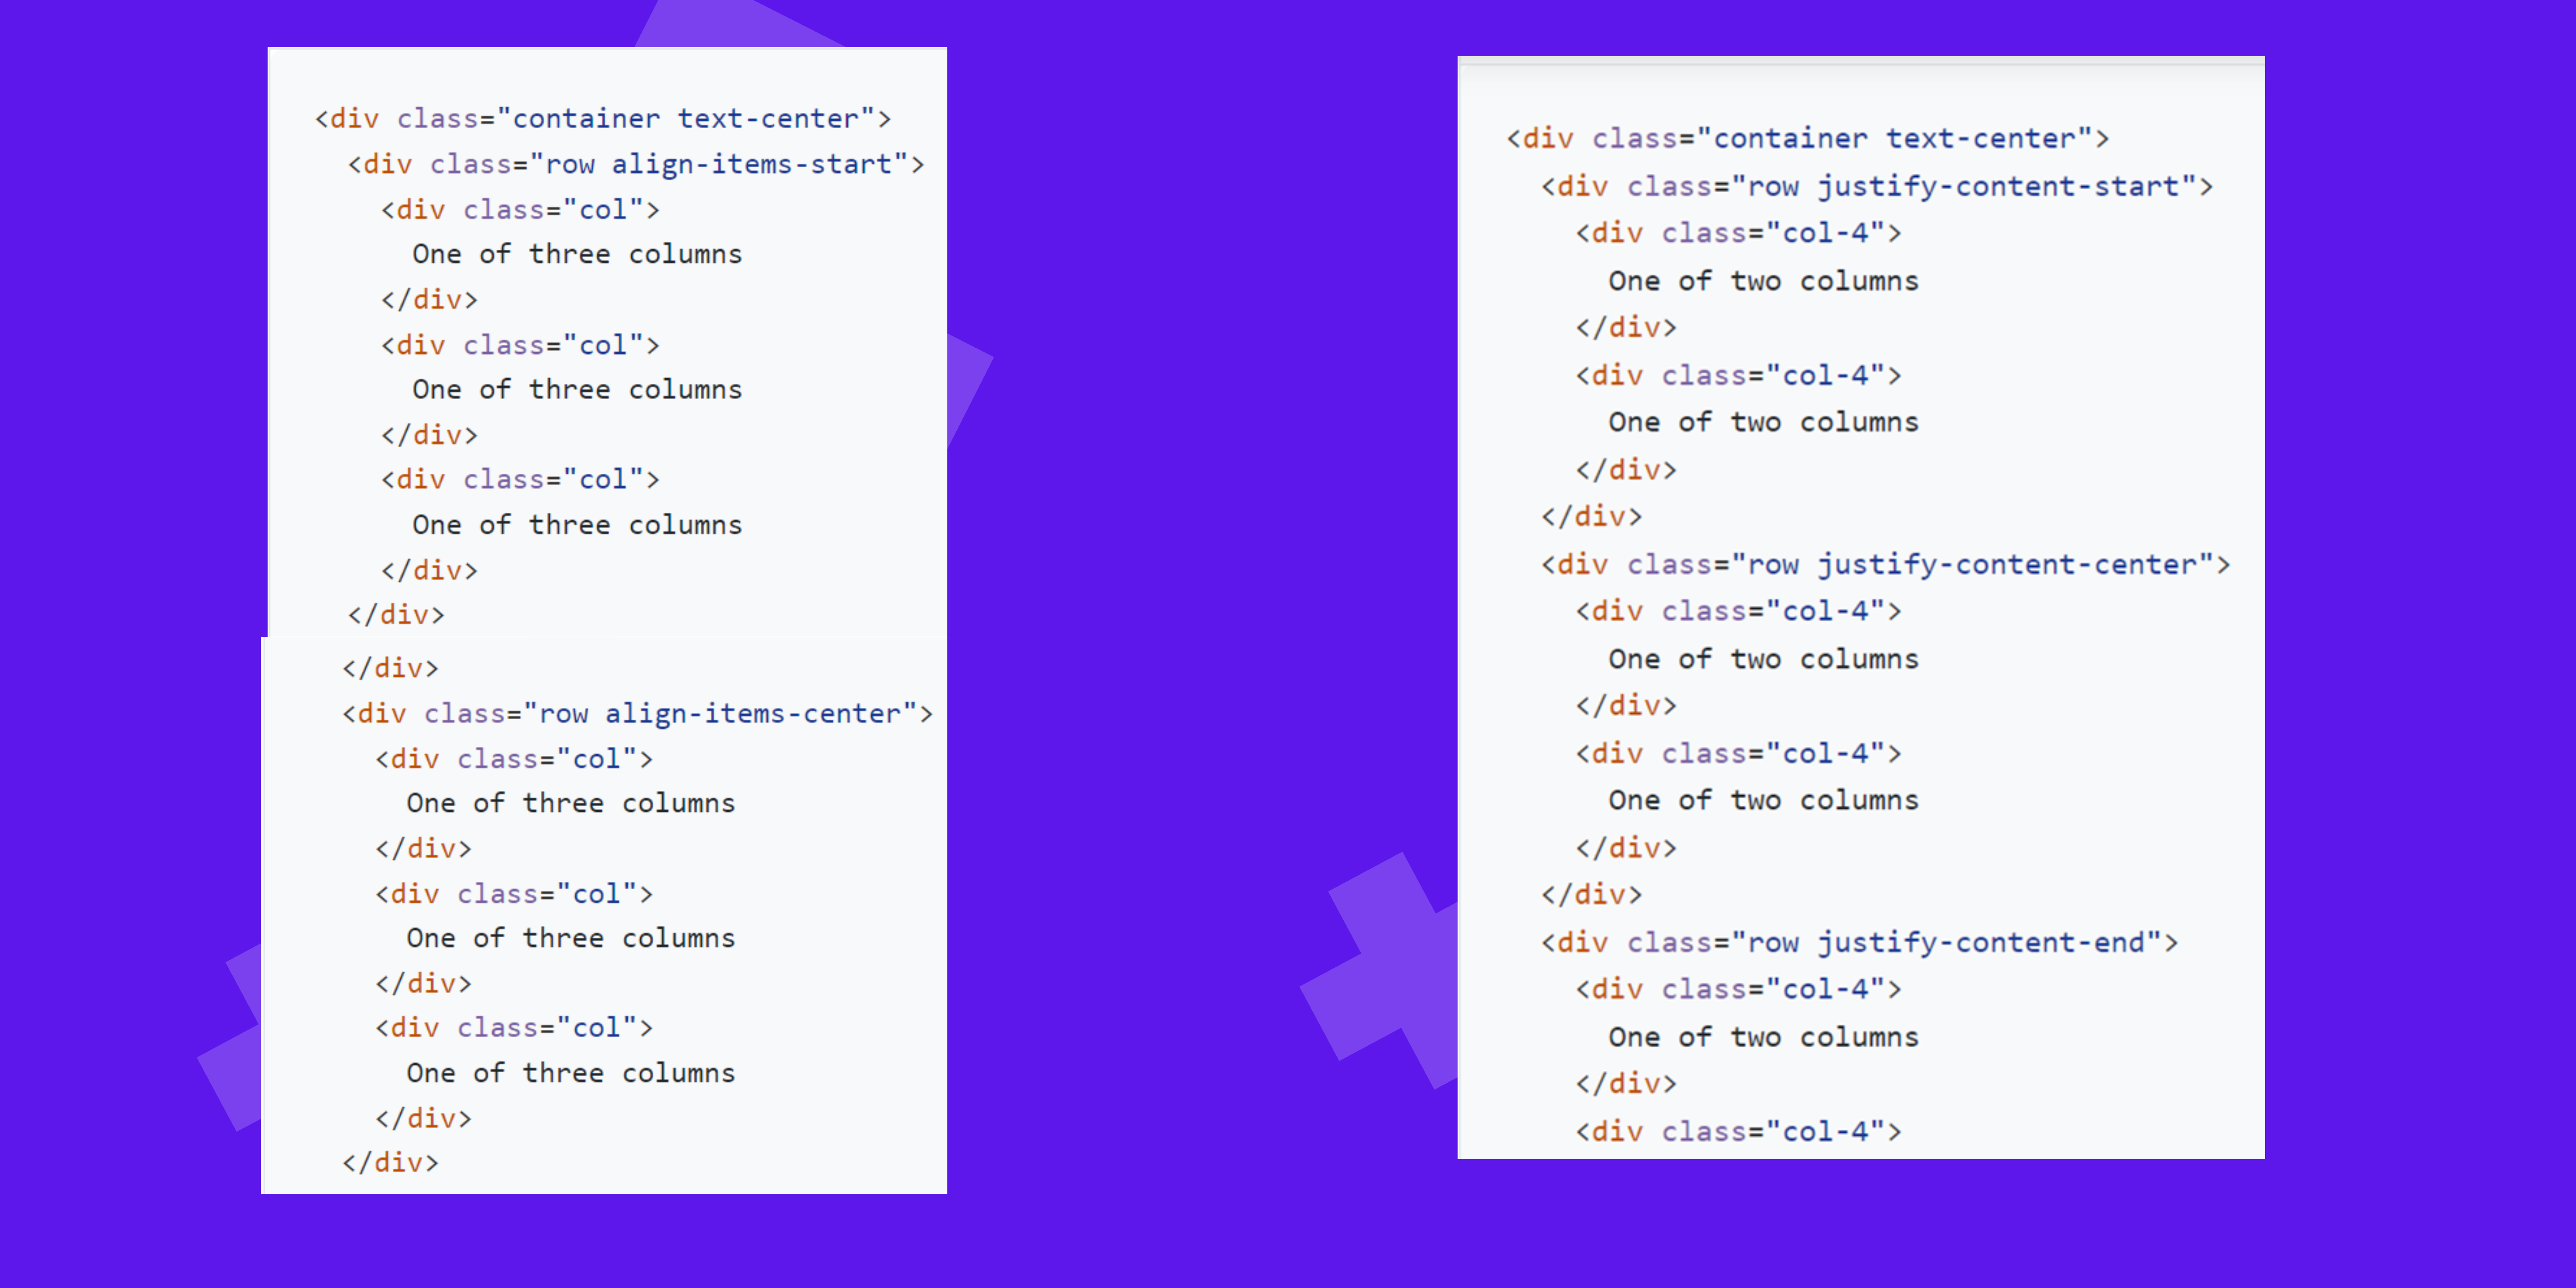 <div class="container text-center">
  <div class="row align-items-start">
    <div class="col">
      One of three columns
    </div>
    <div class="col">
      One of three columns
    </div>
    <div class="col">
      One of three columns
    </div>
  </div>
  </div>
  <div class="row align-items-center">
    <div class="col">
      One of three columns
    </div>
    <div class="col">
      One of three columns
    </div>
    <div class="col">
      One of three columns
    </div>
  </div>
<div class="container text-center">
  <div class="row justify-content-start">
    <div class="col-4">
      One of two columns
    </div>
    <div class="col-4">
      One of two columns
    </div>
  </div>
  <div class="row justify-content-center">
    <div class="col-4">
      One of two columns
    </div>
    <div class="col-4">
      One of two columns
    </div>
  </div>
  <div class="row justify-content-end">
    <div class="col-4">
      One of two columns
    </div>
    <div class="col-4">